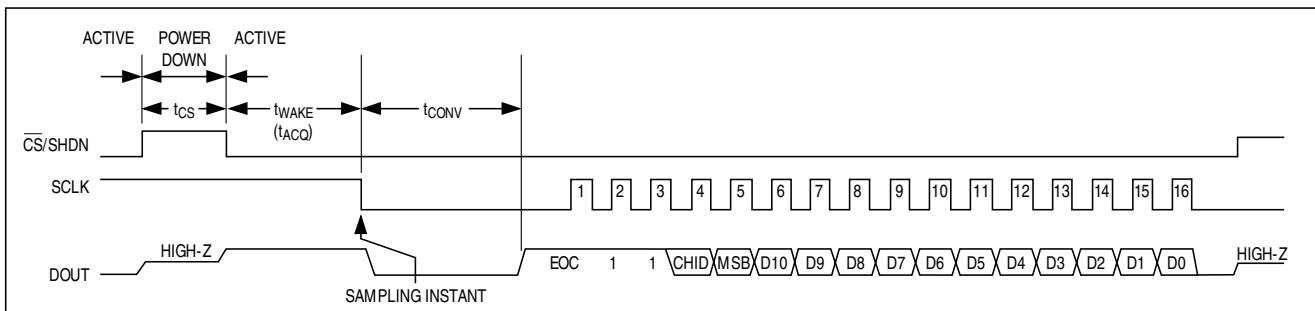 ACTIVE POWER DOWN ACTIVE
tCS tWAKE (tACQ) tCONV
CS/SHDN
SCLK 1 2 3 4 5 6 7 8 9 10 11 12 13 14 15 16
DOUT HIGH-Z EOC 1 1 CHID MSB D10 D9 D8 D7 D6 D5 D4 D3 D2 D1 D0 HIGH-Z
SAMPLING INSTANT